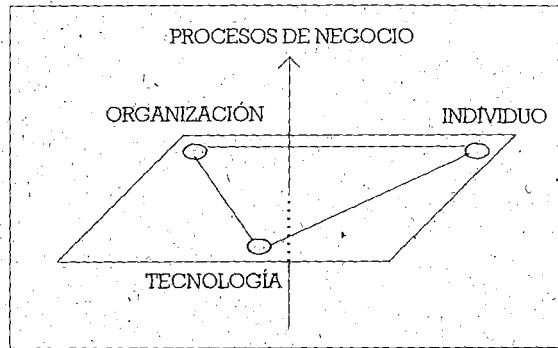 PROCESOS DE NEGOCIO
ORGANIZACIÓN
INDIVIDUO
TECNOLOGÍA